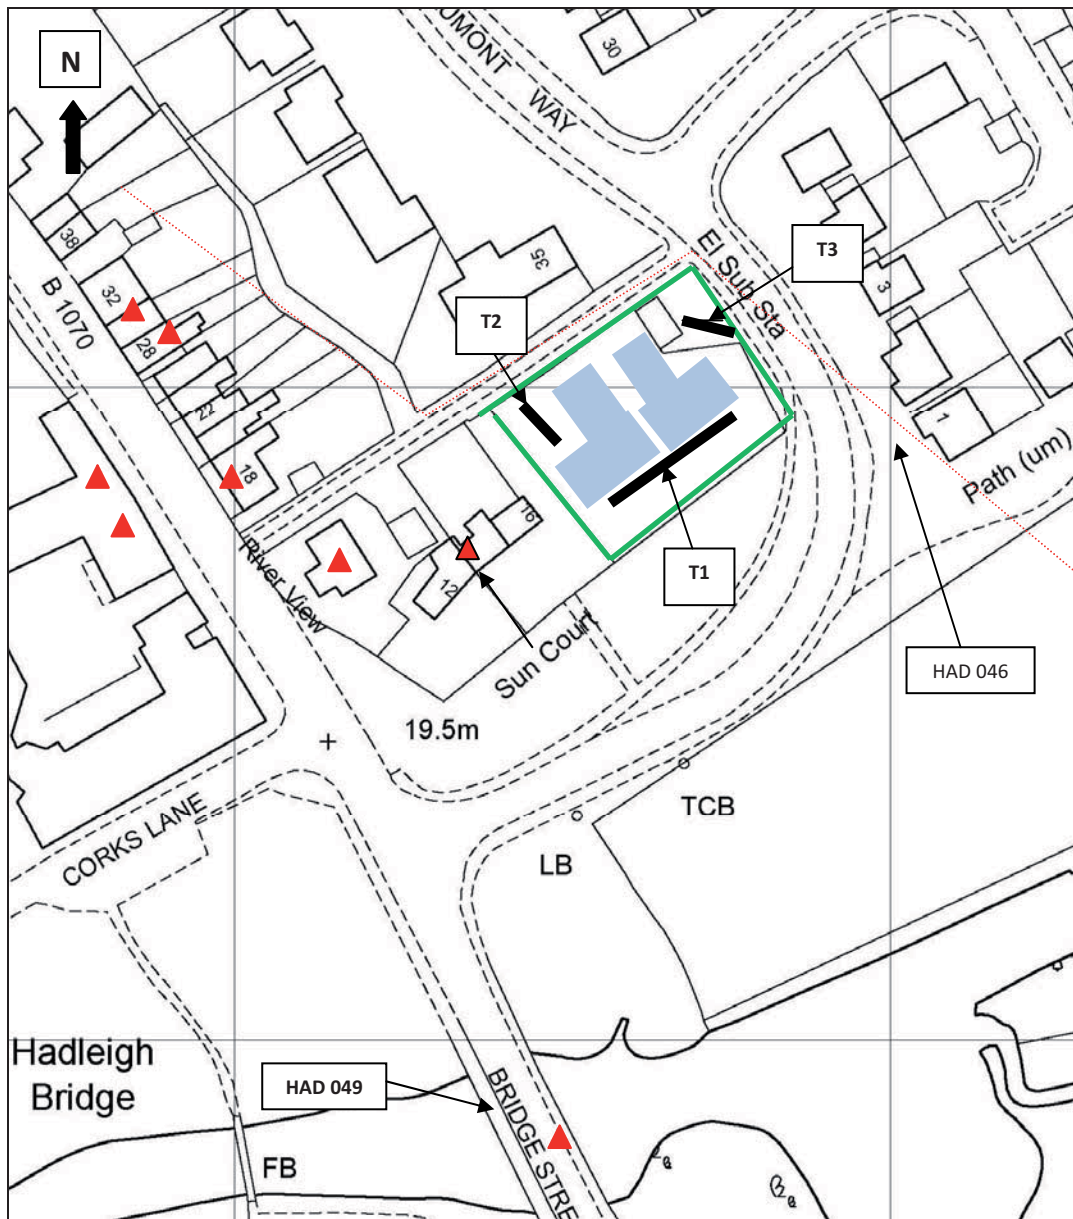 N
30
UMONT
WAY
38
32
B 1070
28
22
18
35
El Sub Sta
T3
T2
3
1
Path (um)
T1
HAD 046
River View
16
12
Sun Court
19.5m
CORKS LANE
TCB
LB
Hadleigh
Bridge
HAD 049
BRIDGE STRE
FB